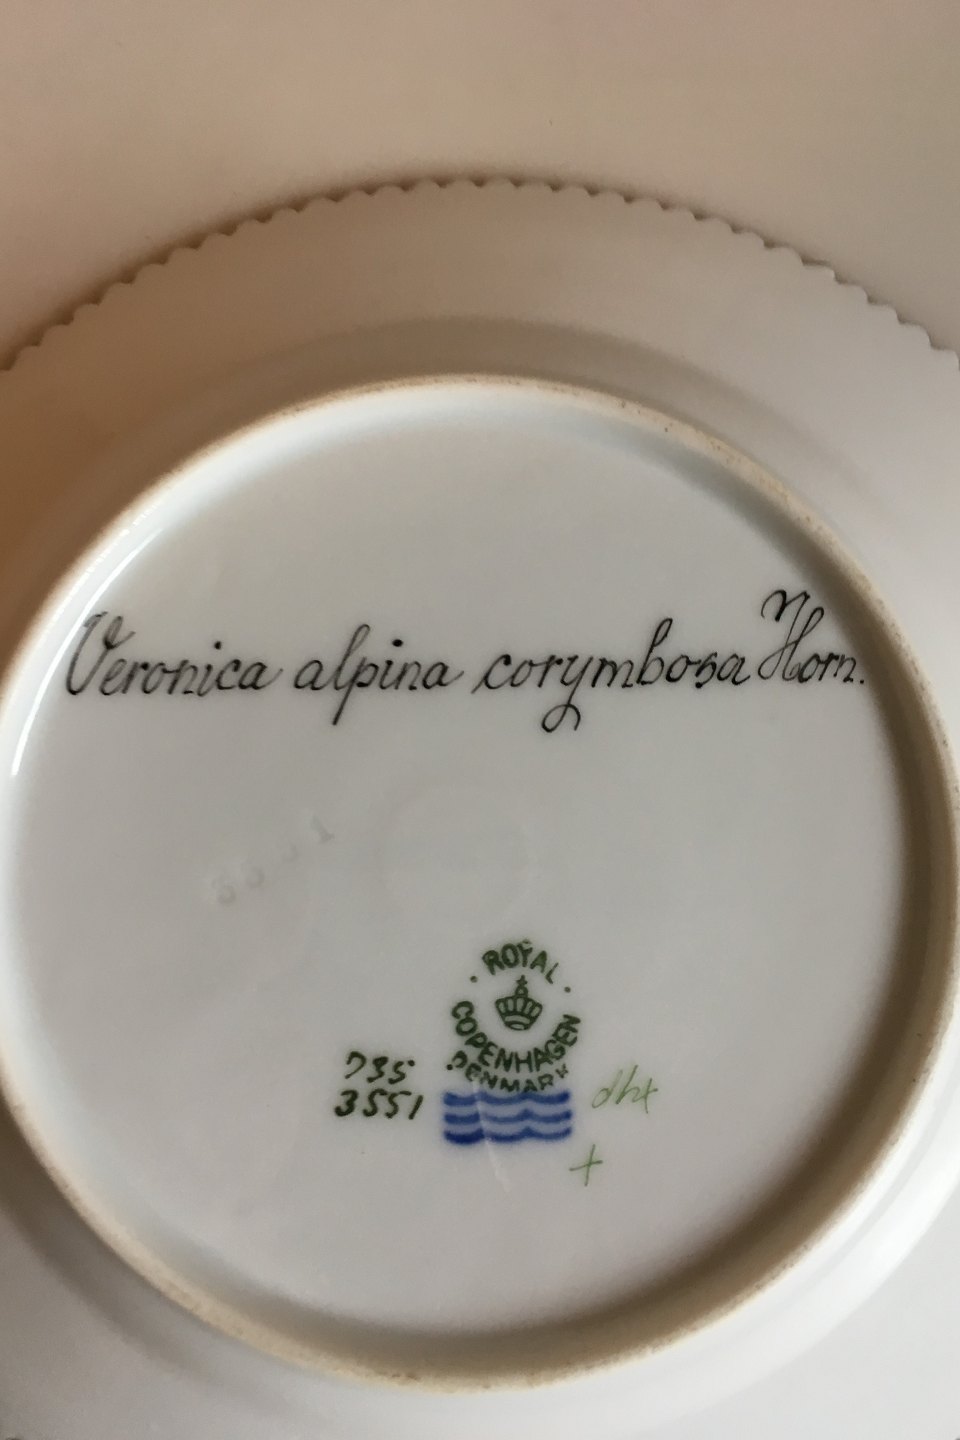 Veronica alpina corymbosa Horn.
ROYAL
COPENHAGEN
DENMARK
735
3551